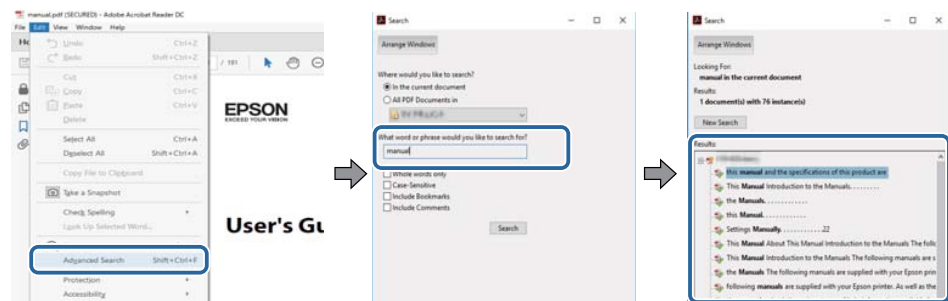 manual.pdf (SECURED) - Adobe Acrobat Reader DC
File Edit View Window Help
Undo Ctrl+Z
Redo Shift+Ctrl+Z
Cut Ctrl+X
Copy Ctrl+C
Paste Ctrl+V
Delete
Select All Ctrl+A
Deselect All Shift+Ctrl+A
Copy File to Clipboard
Take a Snapshot
Check Spelling
Look Up Selected Word...
Advanced Search Shift+Ctrl+F
Protection
Accessibility
/ 191
EPSON
EXCEED YOUR VISION
User's Gu
Search
Arrange Windows
Where would you like to search?
In the current document
All PDF Documents in
What word or phrase would you like to search for?
manual
Whole words only
Case-Sensitive
Include Bookmarks
Include Comments
Search
Search
Arrange Windows
Looking For:
manual in the current document
Results:
1 document(s) with 76 instance(s)
New Search
Results:
this manual and the specifications of this product are
This Manual Introduction to the Manuals. . . . . . . . .
the Manuals. . . . . . . . . . . . .
this Manual. . . . . . . . . . . . .
Settings Manually. . . . . . . . . . . . .22
This Manual About This Manual Introduction to the Manuals The folle
This Manual Introduction to the Manuals The following manuals are s
the Manuals The following manuals are supplied with your Epson prin
following manuals are supplied with your Epson printer. As well as the